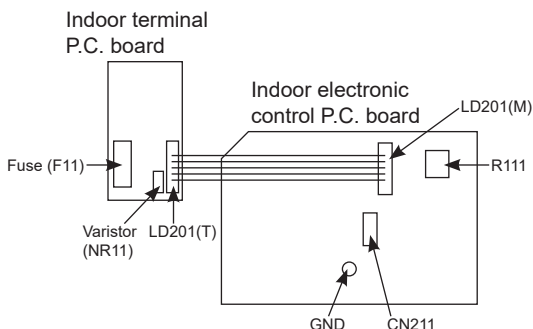 Indoor terminal
P.C. board
Indoor electronic
control P.C. board
LD201(M)
Fuse (F11)
R111
Varistor
(NR11)
LD201(T)
GND
CN211